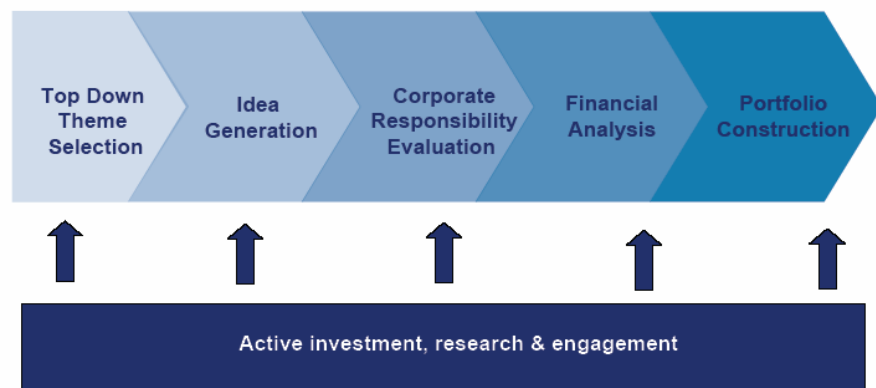 Top Down
Theme
Selection
Idea
Generation
Corporate
Responsibility
Evaluation
Financial
Analysis
Portfolio
Construction
Active investment, research & engagement